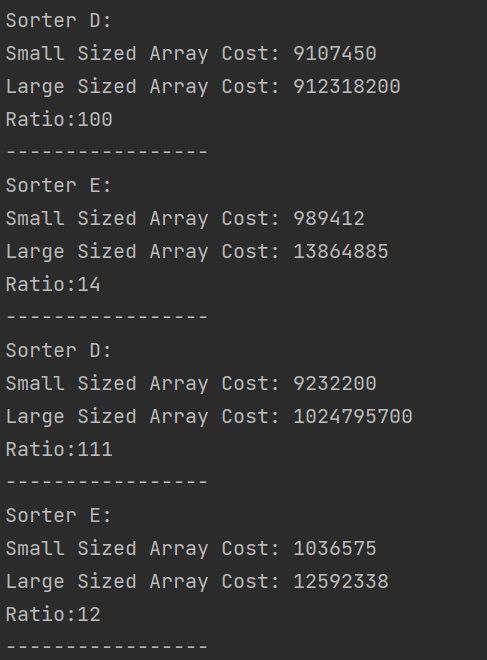 Sorter D:
Small Sized Array Cost: 9107450
Large Sized Array Cost: 912318200
Ratio:100
-----------------
Sorter E:
Small Sized Array Cost: 989412
Large Sized Array Cost: 13864885
Ratio:14
-----------------
Sorter D:
Small Sized Array Cost: 9232200
Large Sized Array Cost: 1024795700
Ratio:111
-----------------
Sorter E:
Small Sized Array Cost: 1036575
Large Sized Array Cost: 12592338
Ratio:12
-----------------